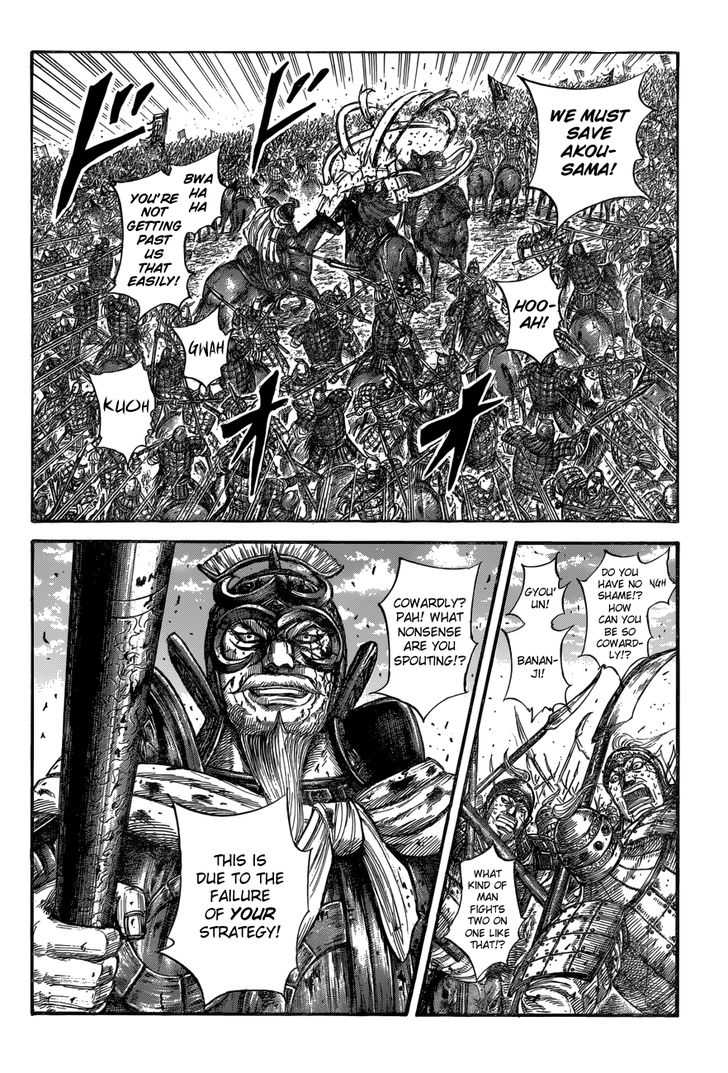 WE MUST
SAVE
AKOU-
SAMA!
ド
ド
BWA
HA
HA
YOU'RE
NOT
GETTING
PAST
US
THAT
EASILY!
HOO-
AH!
GWAH
KUOH
オ
オ
NGH
DO
YOU
HAVE NO
SHAME!?
HOW
CAN YOU
BE SO
COWARD-
LY!?
GYOU'
UN!
BANAN-
JI!
WHAT
KIND OF
MAN
FIGHTS
TWO ON
ONE LIKE
THAT!?
COWARDLY?
PAH! WHAT
NONSENSE
ARE YOU
SPOUTING!?
THIS IS
DUE TO THE
FAILURE
OF YOUR
STRATEGY!